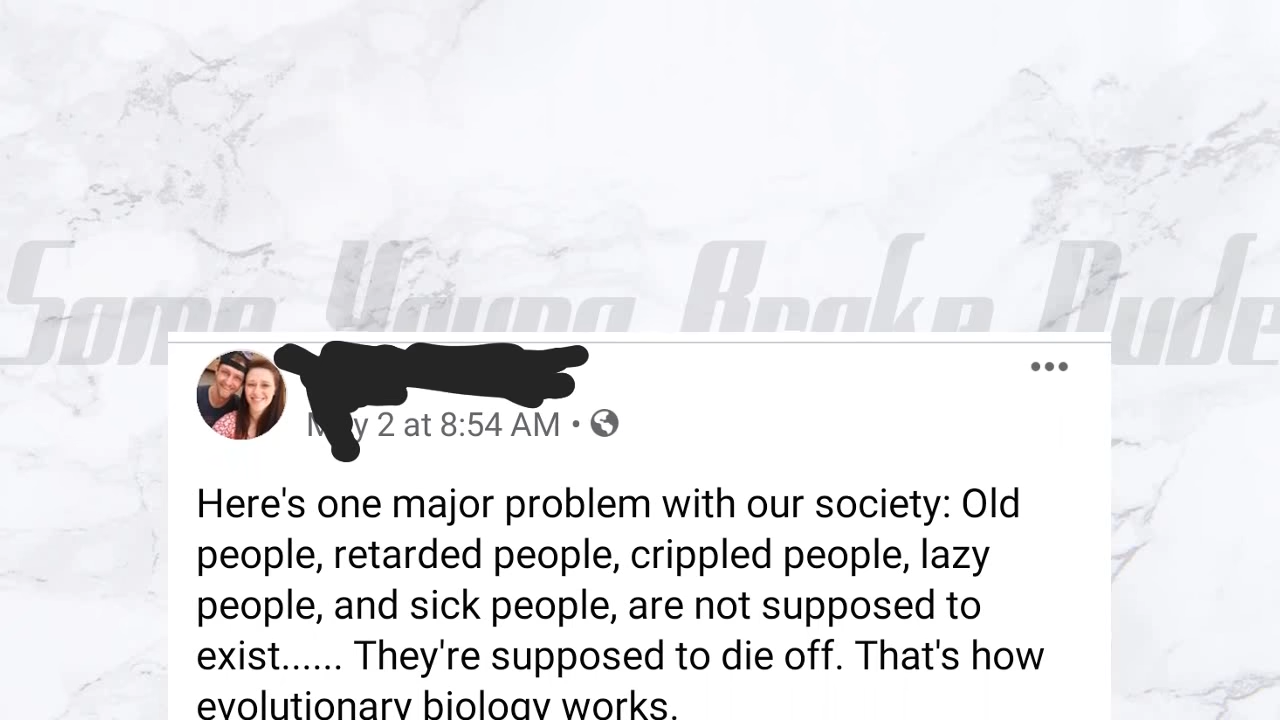 Some Young Broke Dude
May 2 at 8:54 AM
Here's one major problem with our society: Old
people, retarded people, crippled people, lazy
people, and sick people, are not supposed to
exist...... They're supposed to die off. That's how
evolutionary biology works.